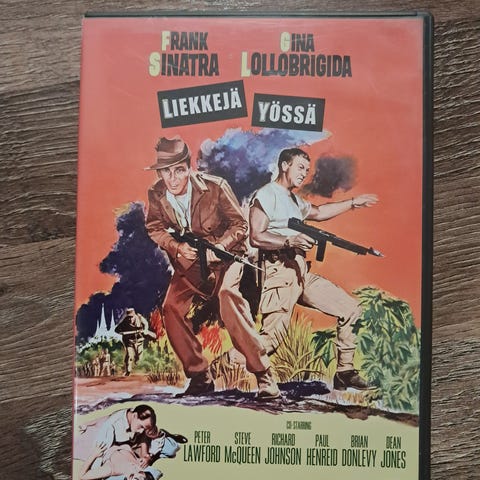 FRANK SINATRA
GINA LOLLOBRIGIDA
LIEKKEJÄ YÖSSÄ
CO-STARRING
PETER LAWFORD
STEVE McQUEEN
RICHARD JOHNSON
PAUL HENREID
BRIAN DONLEVY
DEAN JONES